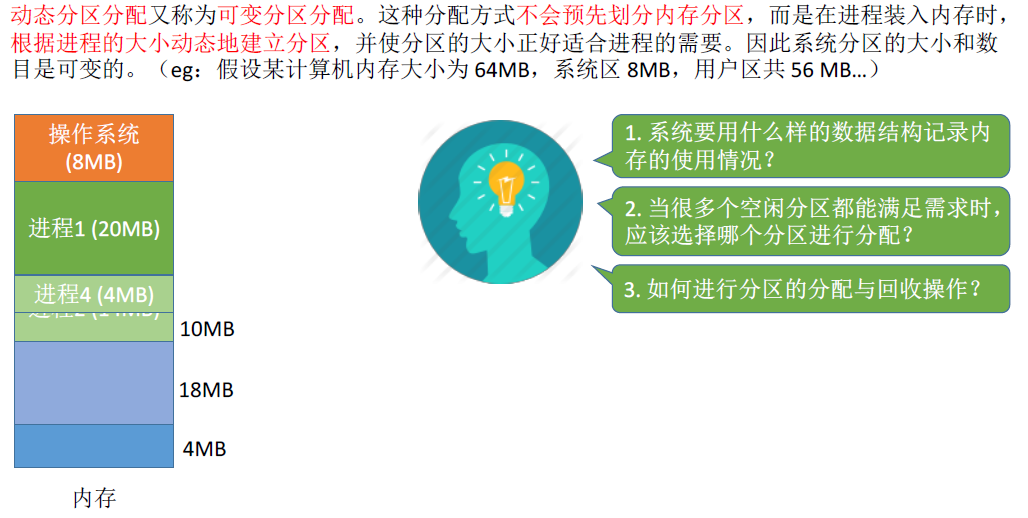 动态分区分配又称为可变分区分配。这种分配方式不会预先划分内存分区，而是在进程装入内存时，
根据进程的大小动态地建立分区，并使分区的大小正好适合进程的需要。因此系统分区的大小和数
目是可变的。（eg：假设某计算机内存大小为 64MB，系统区 8MB，用户区共 56 MB…）
操作系统
(8MB)
进程1 (20MB)
进程4 (4MB)
10MB
18MB
4MB
内存
1. 系统要用什么样的数据结构记录内
存的使用情况？
2. 当很多个空闲分区都能满足需求时，
应该选择哪个分区进行分配？
3. 如何进行分区的分配与回收操作？